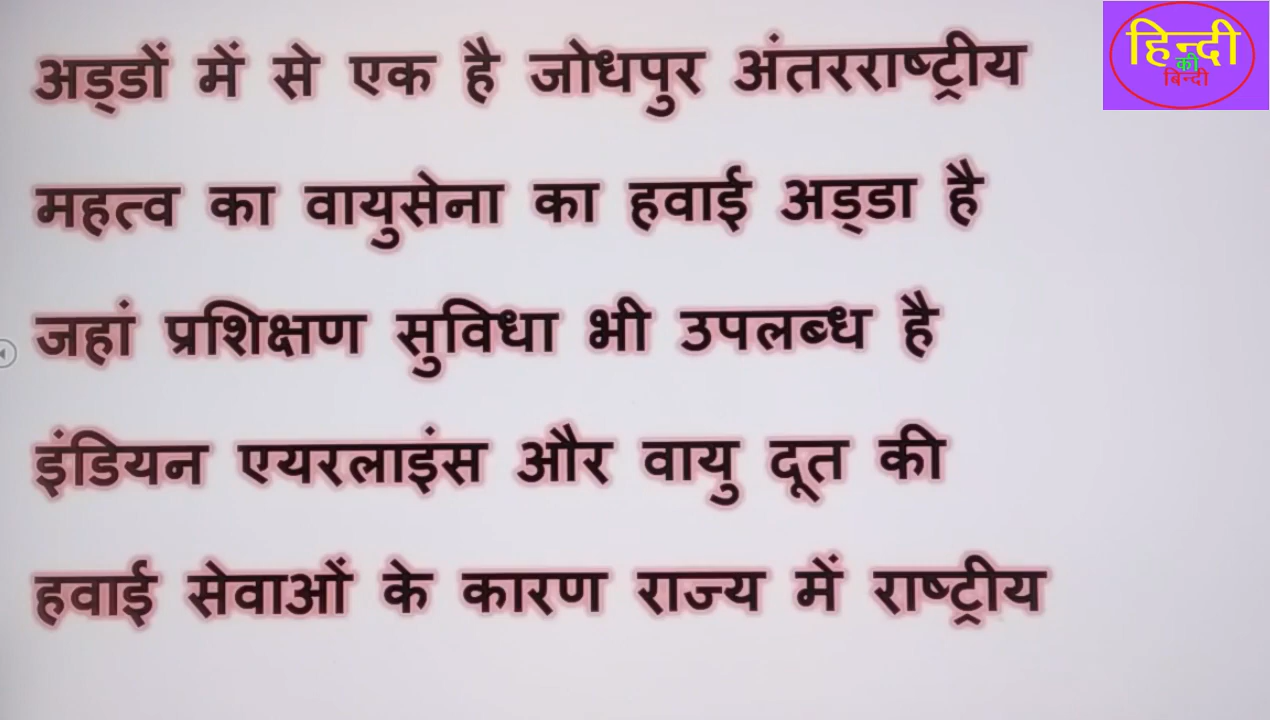 अड्डों में से एक है जोधपुर अंतरराष्ट्रीय
महत्व का वायुसेना का हवाई अड्डा है
जहां प्रशिक्षण सुविधा भी उपलब्ध है
इंडियन एयरलाइंस और वायु दूत की
हवाई सेवाओं के कारण राज्य में राष्ट्रीय
हिन्दी
की
बिन्दी